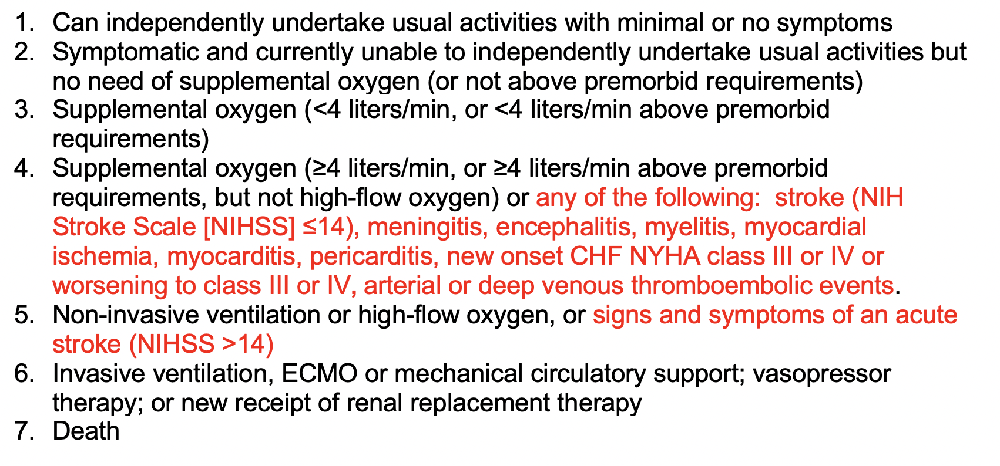 1. Can independently undertake usual activities with minimal or no symptoms
2. Symptomatic and currently unable to independently undertake usual activities but
no need of supplemental oxygen (or not above premorbid requirements)
3. Supplemental oxygen (<4 liters/min, or <4 liters/min above premorbid
requirements)
4. Supplemental oxygen (≥4 liters/min, or ≥4 liters/min above premorbid
requirements, but not high-flow oxygen) or any of the following:  stroke (NIH
Stroke Scale [NIHSS] ≤14), meningitis, encephalitis, myelitis, myocardial
ischemia, myocarditis, pericarditis, new onset CHF NYHA class III or IV or
worsening to class III or IV, arterial or deep venous thromboembolic events.
5. Non-invasive ventilation or high-flow oxygen, or signs and symptoms of an acute
stroke (NIHSS >14)
6. Invasive ventilation, ECMO or mechanical circulatory support; vasopressor
therapy; or new receipt of renal replacement therapy
7. Death